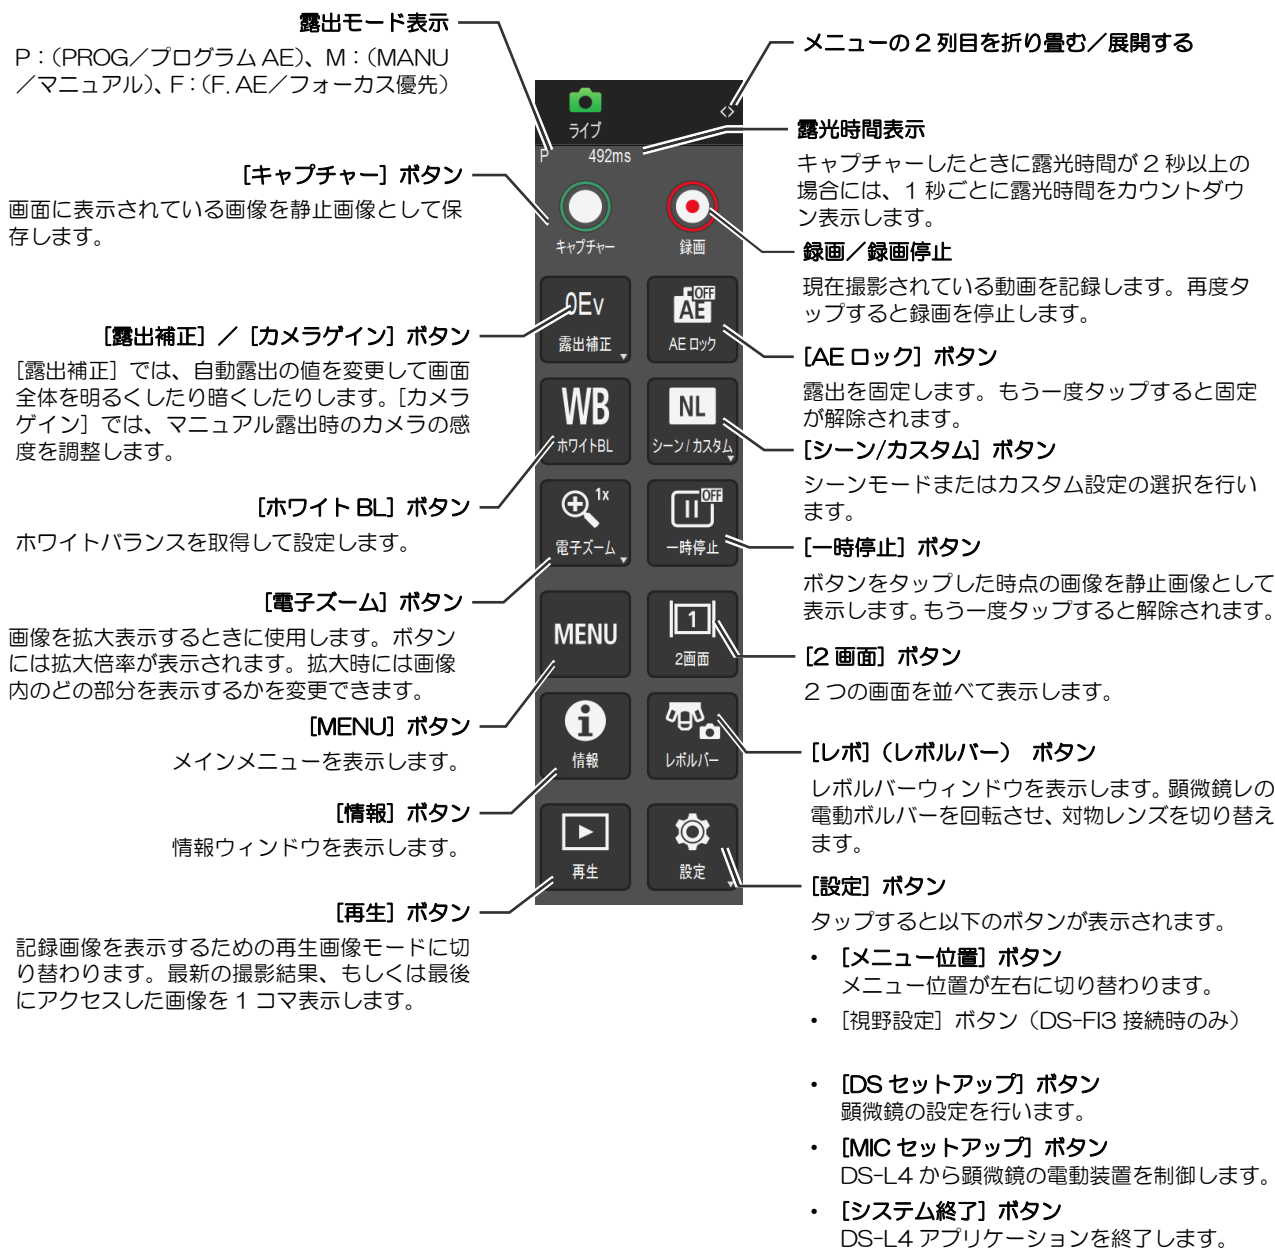 露出モード表示
P：(PROG／プログラム AE)、M：(MANU
／マニュアル)、F：(F. AE／フォーカス優先)
[キャプチャー] ボタン
画面に表示されている画像を静止画像として保
存します。
[露出補正] ／ [カメラゲイン] ボタン
[露出補正] では、自動露出の値を変更して画面
全体を明るくしたり暗くしたりします。[カメラ
ゲイン] では、マニュアル露出時のカメラの感
度を調整します。
[ホワイト BL] ボタン
ホワイトバランスを取得して設定します。
[電子ズーム] ボタン
画像を拡大表示するときに使用します。ボタン
には拡大倍率が表示されます。拡大時には画像
内のどの部分を表示するかを変更できます。
[MENU] ボタン
メインメニューを表示します。
[情報] ボタン
情報ウィンドウを表示します。
[再生] ボタン
記録画像を表示するための再生画像モードに切
り替わります。最新の撮影結果、もしくは最後
にアクセスした画像を 1 コマ表示します。
ライブ
P 492ms
キャプチャー 録画
0EV OFF AE
露出補正 AE ロック
WB NL
ホワイトBL シーン / カスタム
1x OFF
電子ズーム 一時停止
MENU 1
2画面
情報 レボルバー
再生 設定
メニューの 2 列目を折り畳む／展開する
露光時間表示
キャプチャーしたときに露光時間が 2 秒以上の
場合には、1 秒ごとに露光時間をカウントダウ
ン表示します。
録画／録画停止
現在撮影されている動画を記録します。再度タ
ップすると録画を停止します。
[AE ロック] ボタン
露出を固定します。もう一度タップすると固定
が解除されます。
[シーン/カスタム] ボタン
シーンモードまたはカスタム設定の選択を行い
ます。
[一時停止] ボタン
ボタンをタップした時点の画像を静止画像として
表示します。もう一度タップすると解除されます。
[2 画面] ボタン
2 つの画面を並べて表示します。
[レボ]（レボルバー） ボタン
レボルバーウィンドウを表示します。顕微鏡レの
電動ボルバーを回転させ、対物レンズを切り替え
ます。
[設定] ボタン
タップすると以下のボタンが表示されます。
• [メニュー位置] ボタン
メニュー位置が左右に切り替わります。
• [視野設定] ボタン（DS-Fi3 接続時のみ）
• [DS セットアップ] ボタン
顕微鏡の設定を行います。
• [MIC セットアップ] ボタン
DS-L4 から顕微鏡の電動装置を制御します。
• [システム終了] ボタン
DS-L4 アプリケーションを終了します。